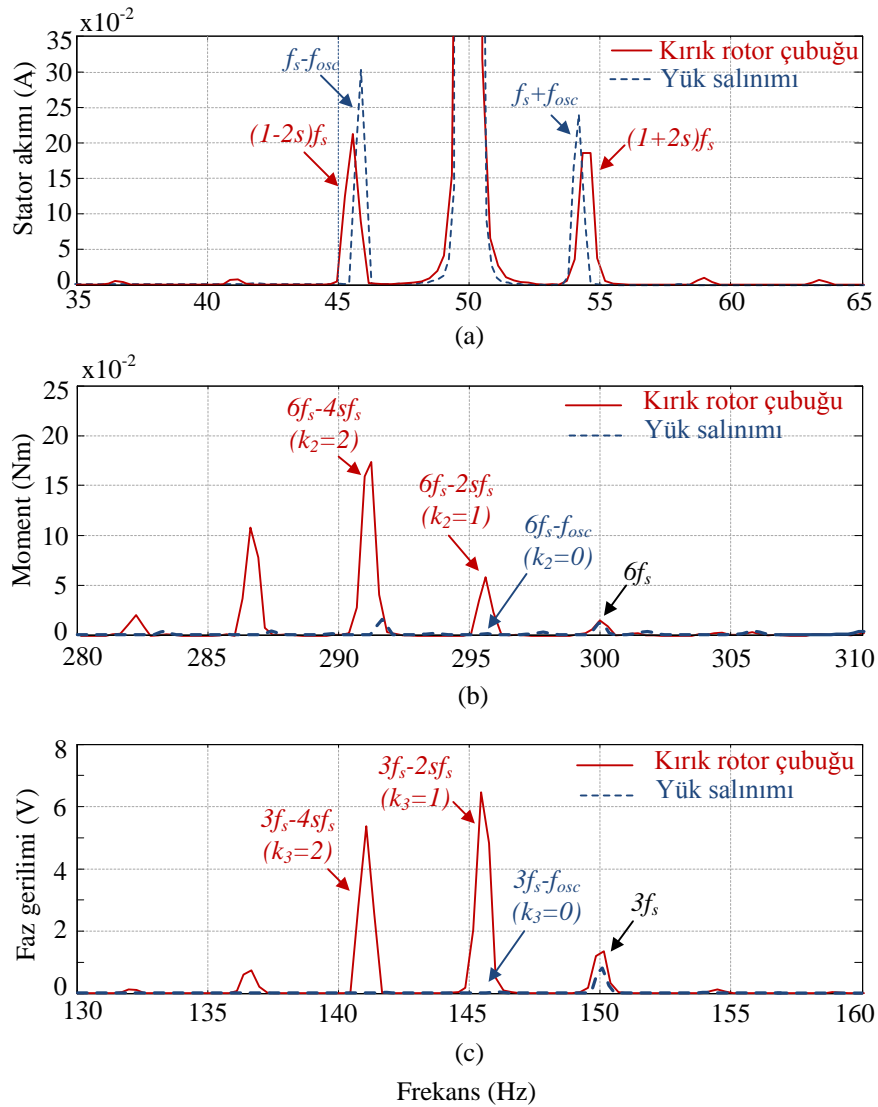 x10-2
35
30
25
20
15
10
5
0
Stator akımı (A)
Kırık rotor çubuğu
Yük salınımı
fs-fosc
fs+fosc
(1-2s)fs
(1+2s)fs
35 40 45 50 55 60 65
(a)
x10-2
25
20
15
10
5
0
Moment (Nm)
Kırık rotor çubuğu
Yük salınımı
6fs-4sfs
(k2=2)
6fs-2sfs
(k2=1)
6fs-fosc
(k2=0)
6fs
280 285 290 295 300 305 310
(b)
8
6
4
2
0
Faz gerilimi (V)
Kırık rotor çubuğu
Yük salınımı
3fs-2sfs
(k3=1)
3fs-4sfs
(k3=2)
3fs-fosc
(k3=0)
3fs
130 135 140 145 150 155 160
(c)
Frekans (Hz)